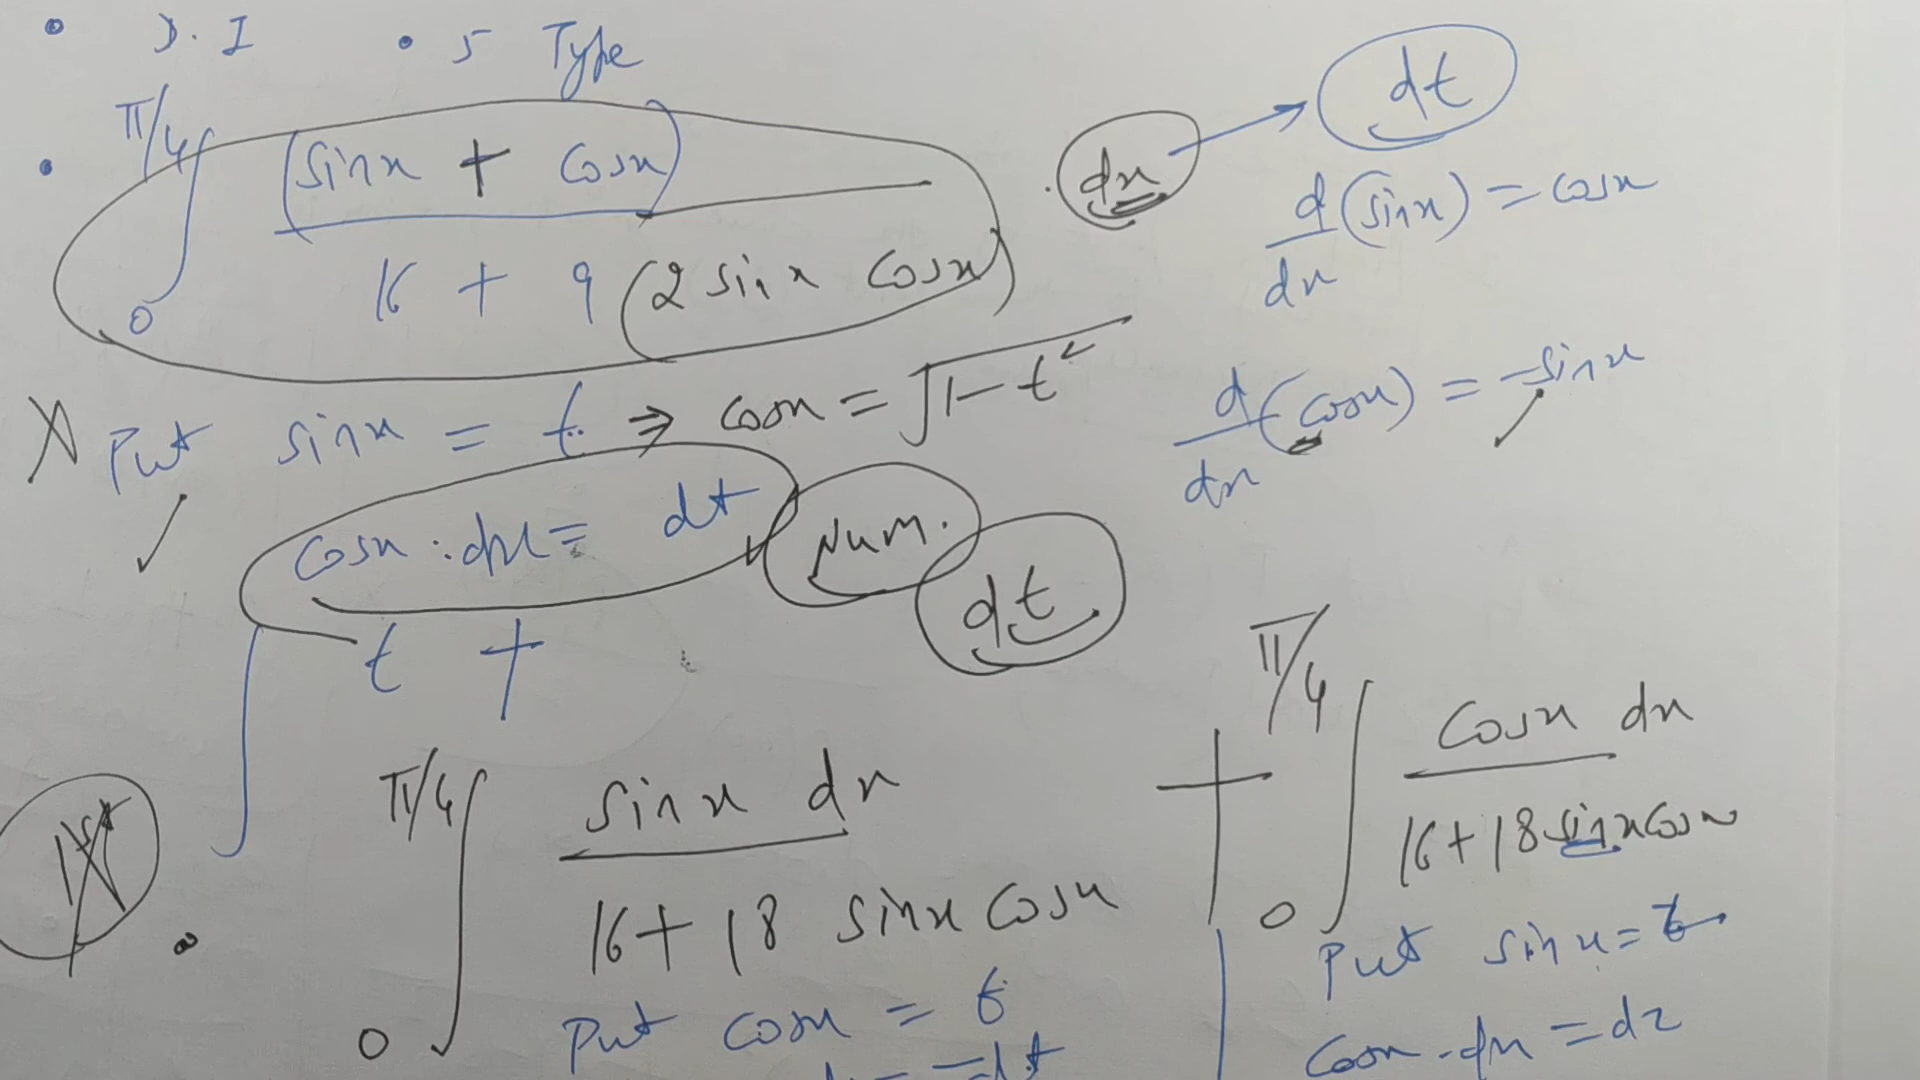 • D. I • 5 Type
• ∫₀^{π/4} (sinx + cosx) / (16 + 9 (2 sinx cosx))
dx → dt
d/dx (sinx) = cosx
d/dx (cosx) = -sinx
Put sinx = t ⇒ cosx = √(1-t²)
cosx . dx = dt
Num.
dt
t +
∫
1st
∫₀^{π/4} sinx dx / (16+18 sinx cosx) + ∫₀^{π/4} cosx dx / (16+18 sinx cosx)
Put cosx = t
= -dt
Put sinx = z
cosx . dx = dz